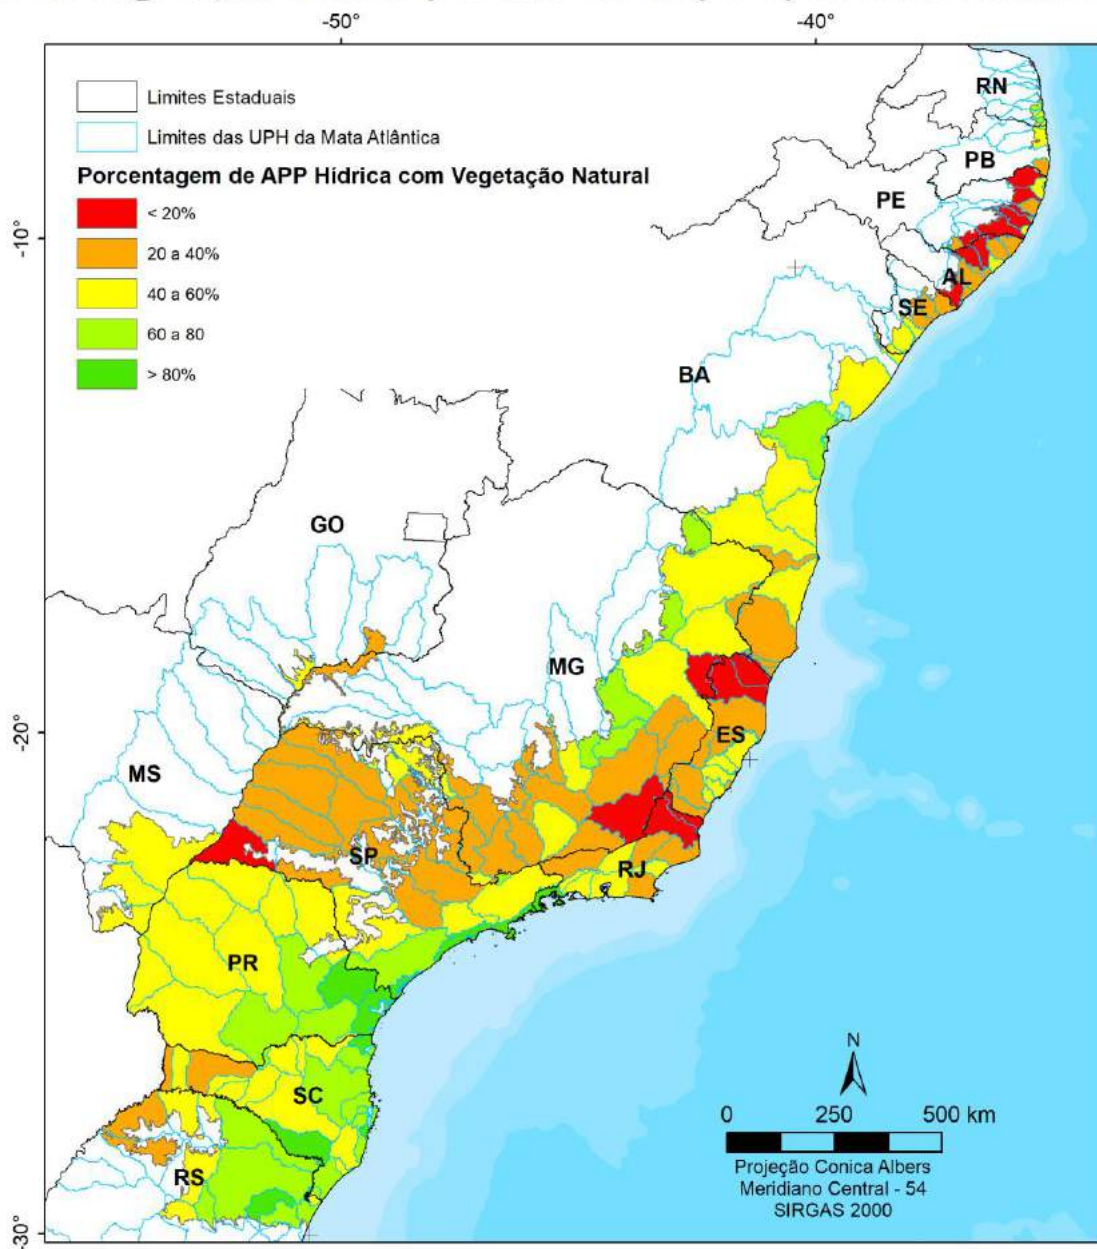 -50°
-40°
Limites Estaduais
Limites das UPH da Mata Atlântica
Porcentagem de APP Hídrica com Vegetação Natural
< 20%
20 a 40%
40 a 60%
60 a 80
> 80%
RN
PB
PE
AL
SE
BA
GO
MG
ES
MS
SP
RJ
PR
SC
RS
-10°
-20°
-30°
N
0 250 500 km
Projeção Conica Albers
Meridiano Central - 54
SIRGAS 2000